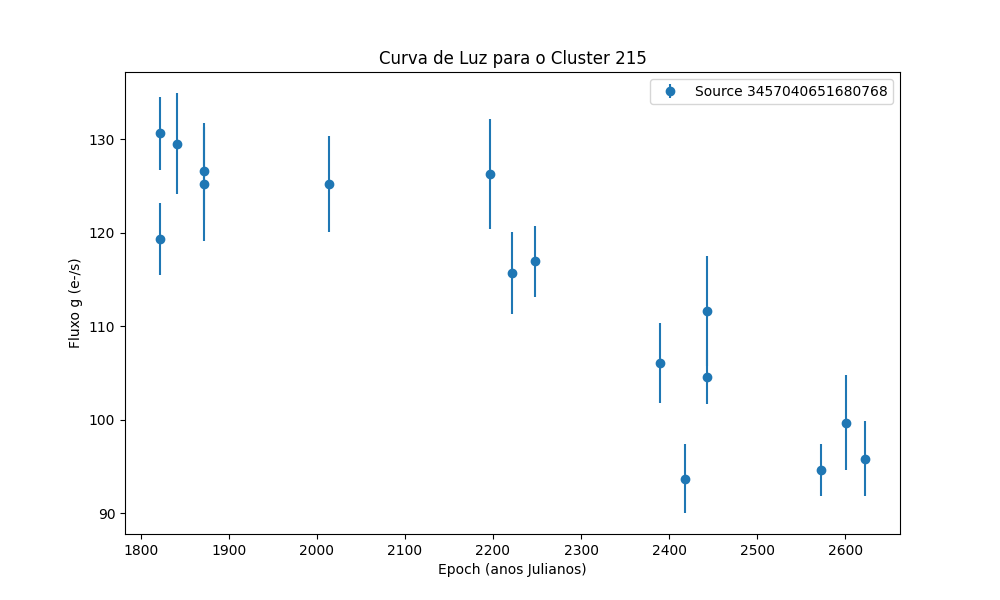 Curva de Luz para o Cluster 215
Source 3457040651680768
Fluxo g (e-/s)
130
120
110
100
90
1800 1900 2000 2100 2200 2300 2400 2500 2600
Epoch (anos Julianos)